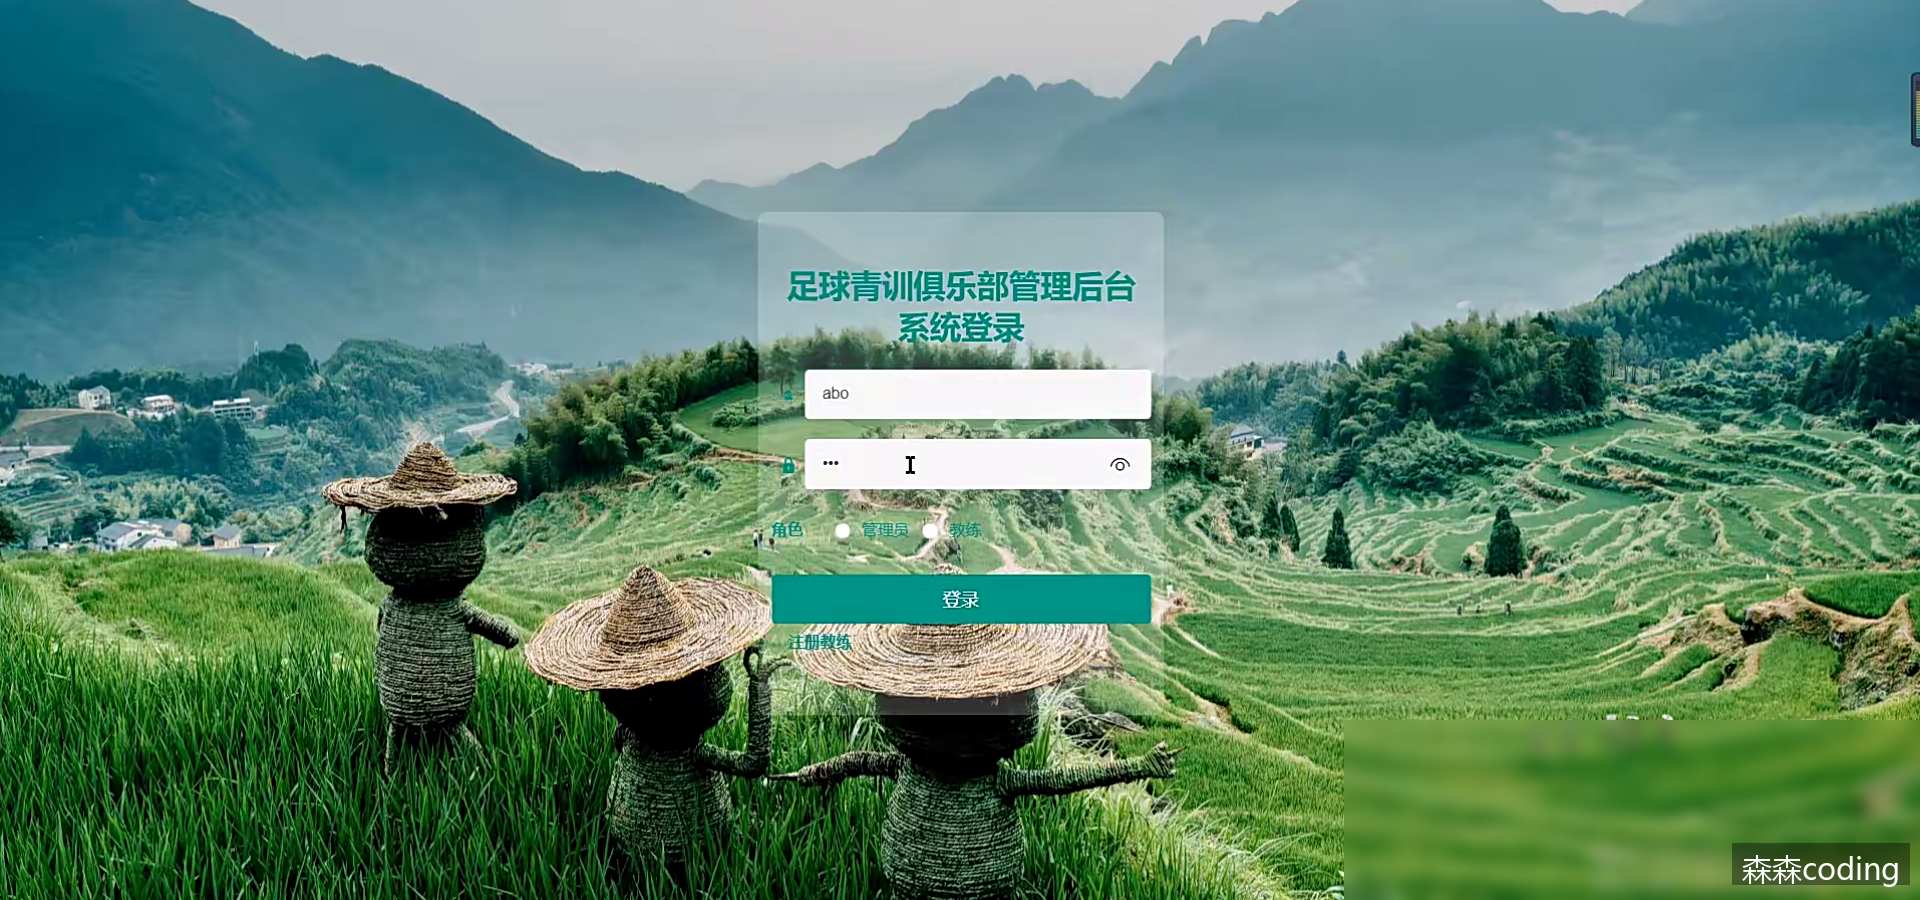 足球青训俱乐部管理后台
系统登录
abo
•••
角色 管理员 教练
登录
注册教练
森森coding